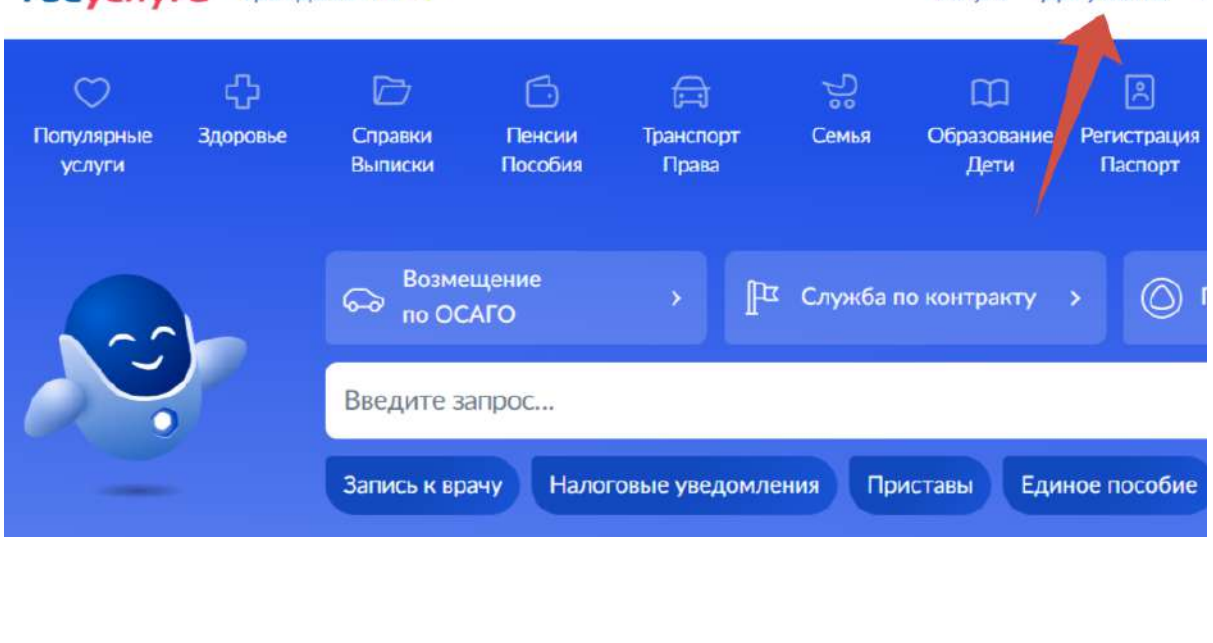 Популярные услуги
Здоровье
Справки Выписки
Пенсии Пособия
Транспорт Права
Семья
Образование Дети
Регистрация Паспорт
Возмещение
по ОСАГО
Служба по контракту
Введите запрос...
Запись к врачу
Налоговые уведомления
Приставы
Единое пособие